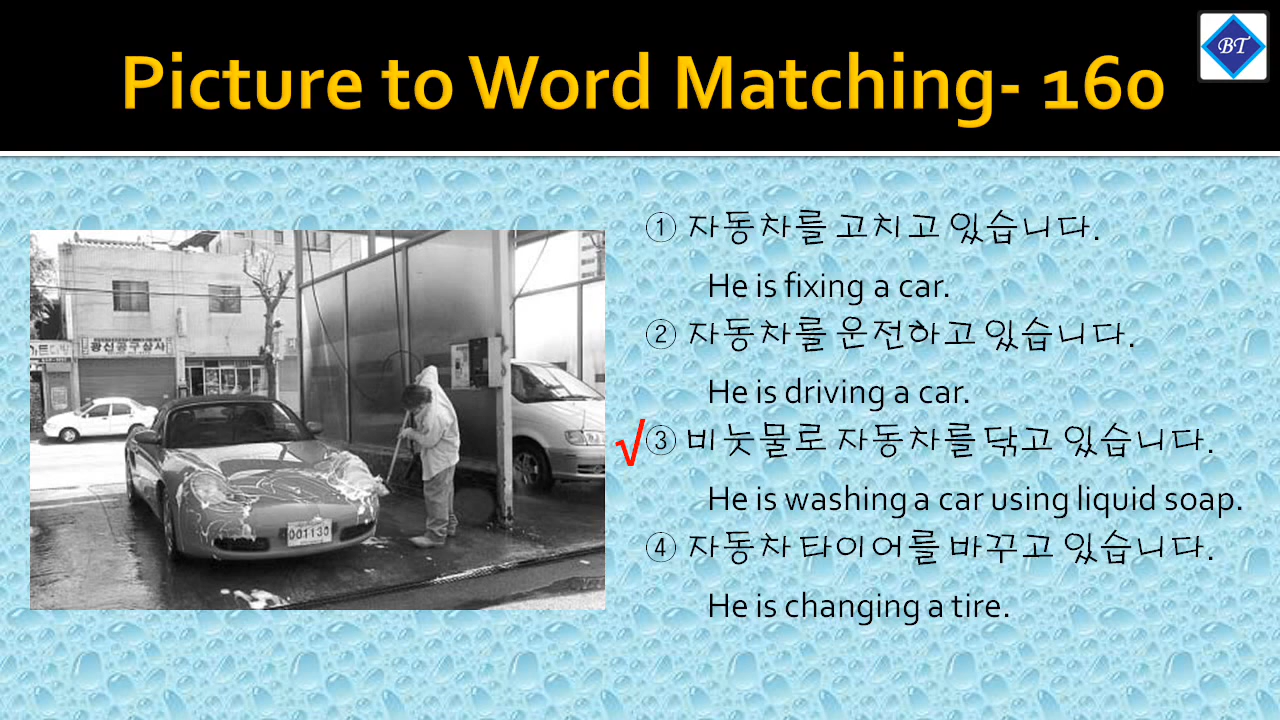 Picture to Word Matching- 160
BT
① 자동차를 고치고 있습니다.
He is fixing a car.
② 자동차를 운전하고 있습니다.
He is driving a car.
√③ 비눗물로 자동차를 닦고 있습니다.
He is washing a car using liquid soap.
④ 자동차 타이어를 바꾸고 있습니다.
He is changing a tire.
광신공구상사